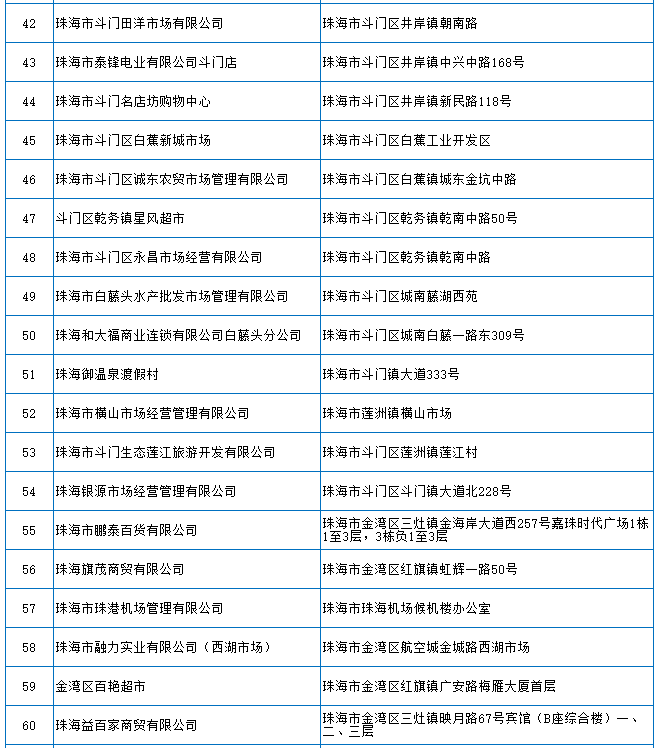 42 珠海市斗门田洋市场有限公司 珠海市斗门区井岸镇朝南路
43 珠海市泰锋电业有限公司斗门店 珠海市斗门区井岸镇中兴中路168号
44 珠海市斗门名店坊购物中心 珠海市斗门区井岸镇新民路118号
45 珠海市斗门区白蕉新城市场 珠海市斗门区白蕉工业开发区
46 珠海市斗门区诚东农贸市场管理有限公司 珠海市斗门区白蕉镇城东金坑中路
47 斗门区乾务镇星风超市 珠海市斗门区乾务镇乾南中路50号
48 珠海市斗门区永昌市场经营有限公司 珠海市斗门区乾务镇乾南中路
49 珠海市白藤头水产批发市场管理有限公司 珠海市斗门区城南藤湖西苑
50 珠海和大福商业连锁有限公司白藤头分公司 珠海市斗门区城南白藤一路东309号
51 珠海御温泉渡假村 珠海市斗门镇大道333号
52 珠海市横山市场经营管理有限公司 珠海市莲洲镇横山市场
53 珠海市斗门生态莲江旅游开发有限公司 珠海市斗门区莲洲镇莲江村
54 珠海银源市场经营管理有限公司 珠海市斗门区斗门镇大道北228号
55 珠海市鹏泰百货有限公司 珠海市金湾区三灶镇金海岸大道西257号嘉珠时代广场1栋
1至3层，3栋负1至3层
56 珠海旗茂商贸有限公司 珠海市金湾区红旗镇虹辉一路50号
57 珠海市珠港机场管理有限公司 珠海市珠海机场候机楼办公室
58 珠海市融力实业有限公司（西湖市场） 珠海市金湾区航空城金城路西湖市场
59 金湾区百艳超市 珠海市金湾区红旗镇广安路梅雁大厦首层
60 珠海益百家商贸有限公司 珠海市金湾区三灶镇映月路67号宾馆（B座综合楼）一、
二、三层